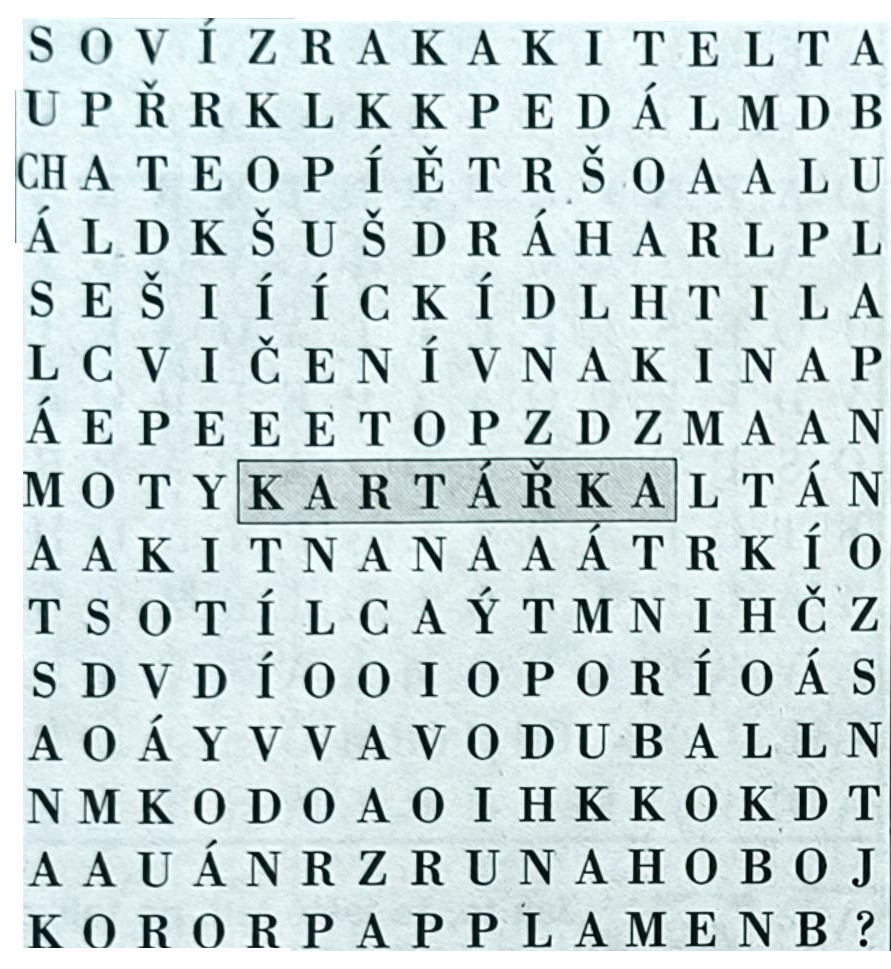 S O V Í Z R A K A K I T E L T A
U P Ř R K L K K P E D Á L M D B
CH A T E O P Í Ě T R Š O A A L U
Á L D K Š U Š D R Á H A R L P L
S E Š I Í Í C K Í D L H T I L A
L C V I Č E N Í V N A K I N A P
Á E P E E E T O P Z D Z M A A N
M O T Y K A R T Á Ř K A L T Á N
A A K I T N A N A A Á T R K Í O
T S O T Í L C A Ý T M N I H Č Z
S D V D Í O O I O P O R Í O Á S
A O Á Y V V A V O D U B A L L N
N M K O D O A O I H K K O K D T
A A U Á N R Z R U N A H O B O J
K O R O R P A P P L A M E N B ?